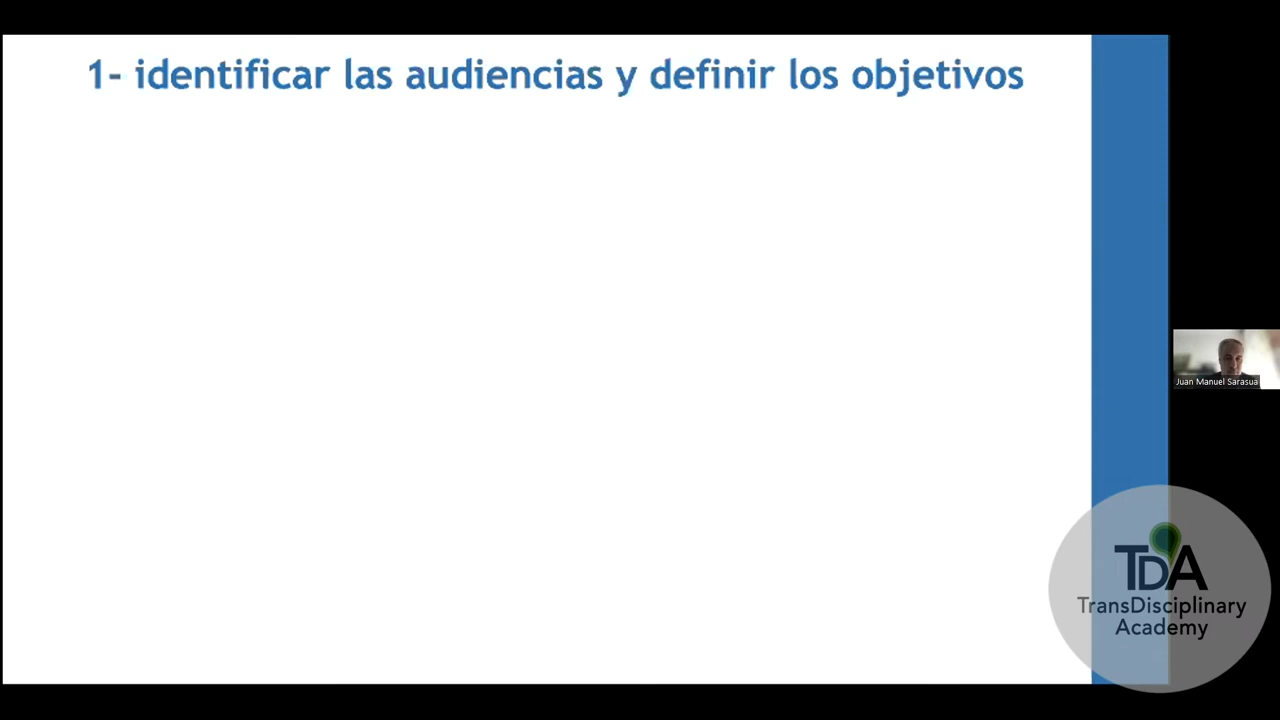 1- identificar las audiencias y definir los objetivos
Juan Manuel Sarasua
TDA
TransDisciplinary
Academy